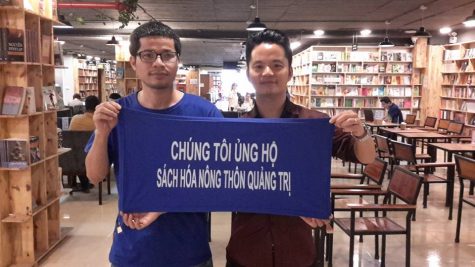 CHÚNG TÔI ỦNG HỘ
SÁCH HÓA NÔNG THÔN QUẢNG TRỊ